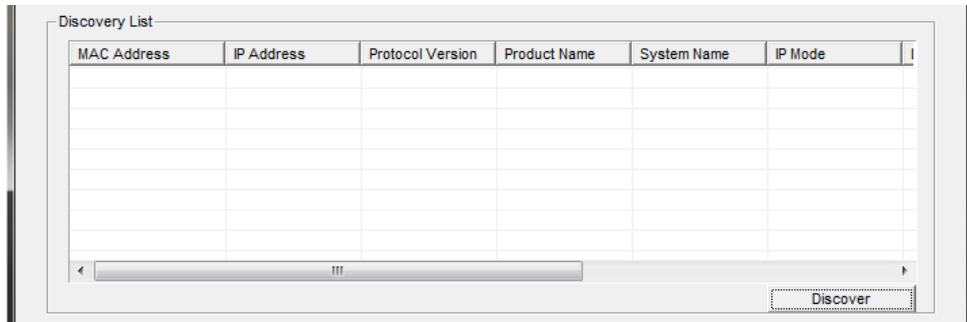 Discovery List
MAC Address IP Address Protocol Version Product Name System Name IP Mode
Discover